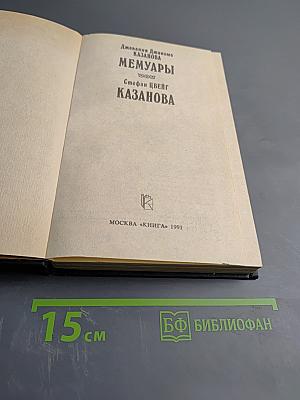 Джованни Джакомо
КАЗАНОВА
МЕМУАРЫ
Стефан ЦВЕЙГ
КАЗАНОВА
МОСКВА «КНИГА» 1991
15 см
БФ БИБЛИОФАН